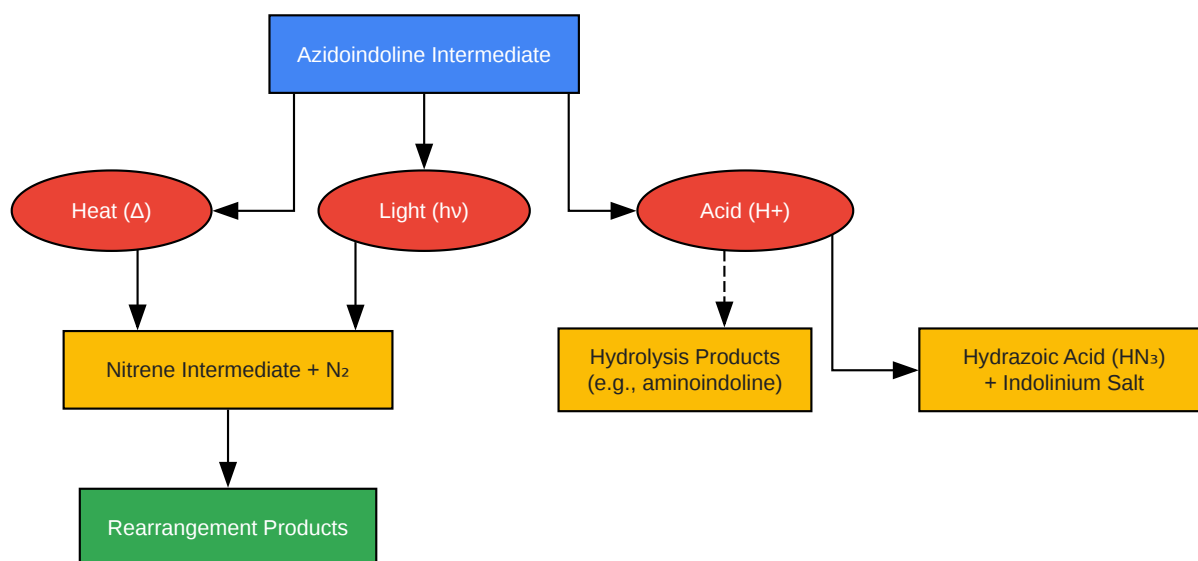 Azidoindoline Intermediate
Heat (Δ)
Light (hν)
Acid (H+)
Nitrene Intermediate + N₂
Hydrolysis Products
(e.g., aminoindoline)
Hydrazoic Acid (HN₃)
+ Indolinium Salt
Rearrangement Products